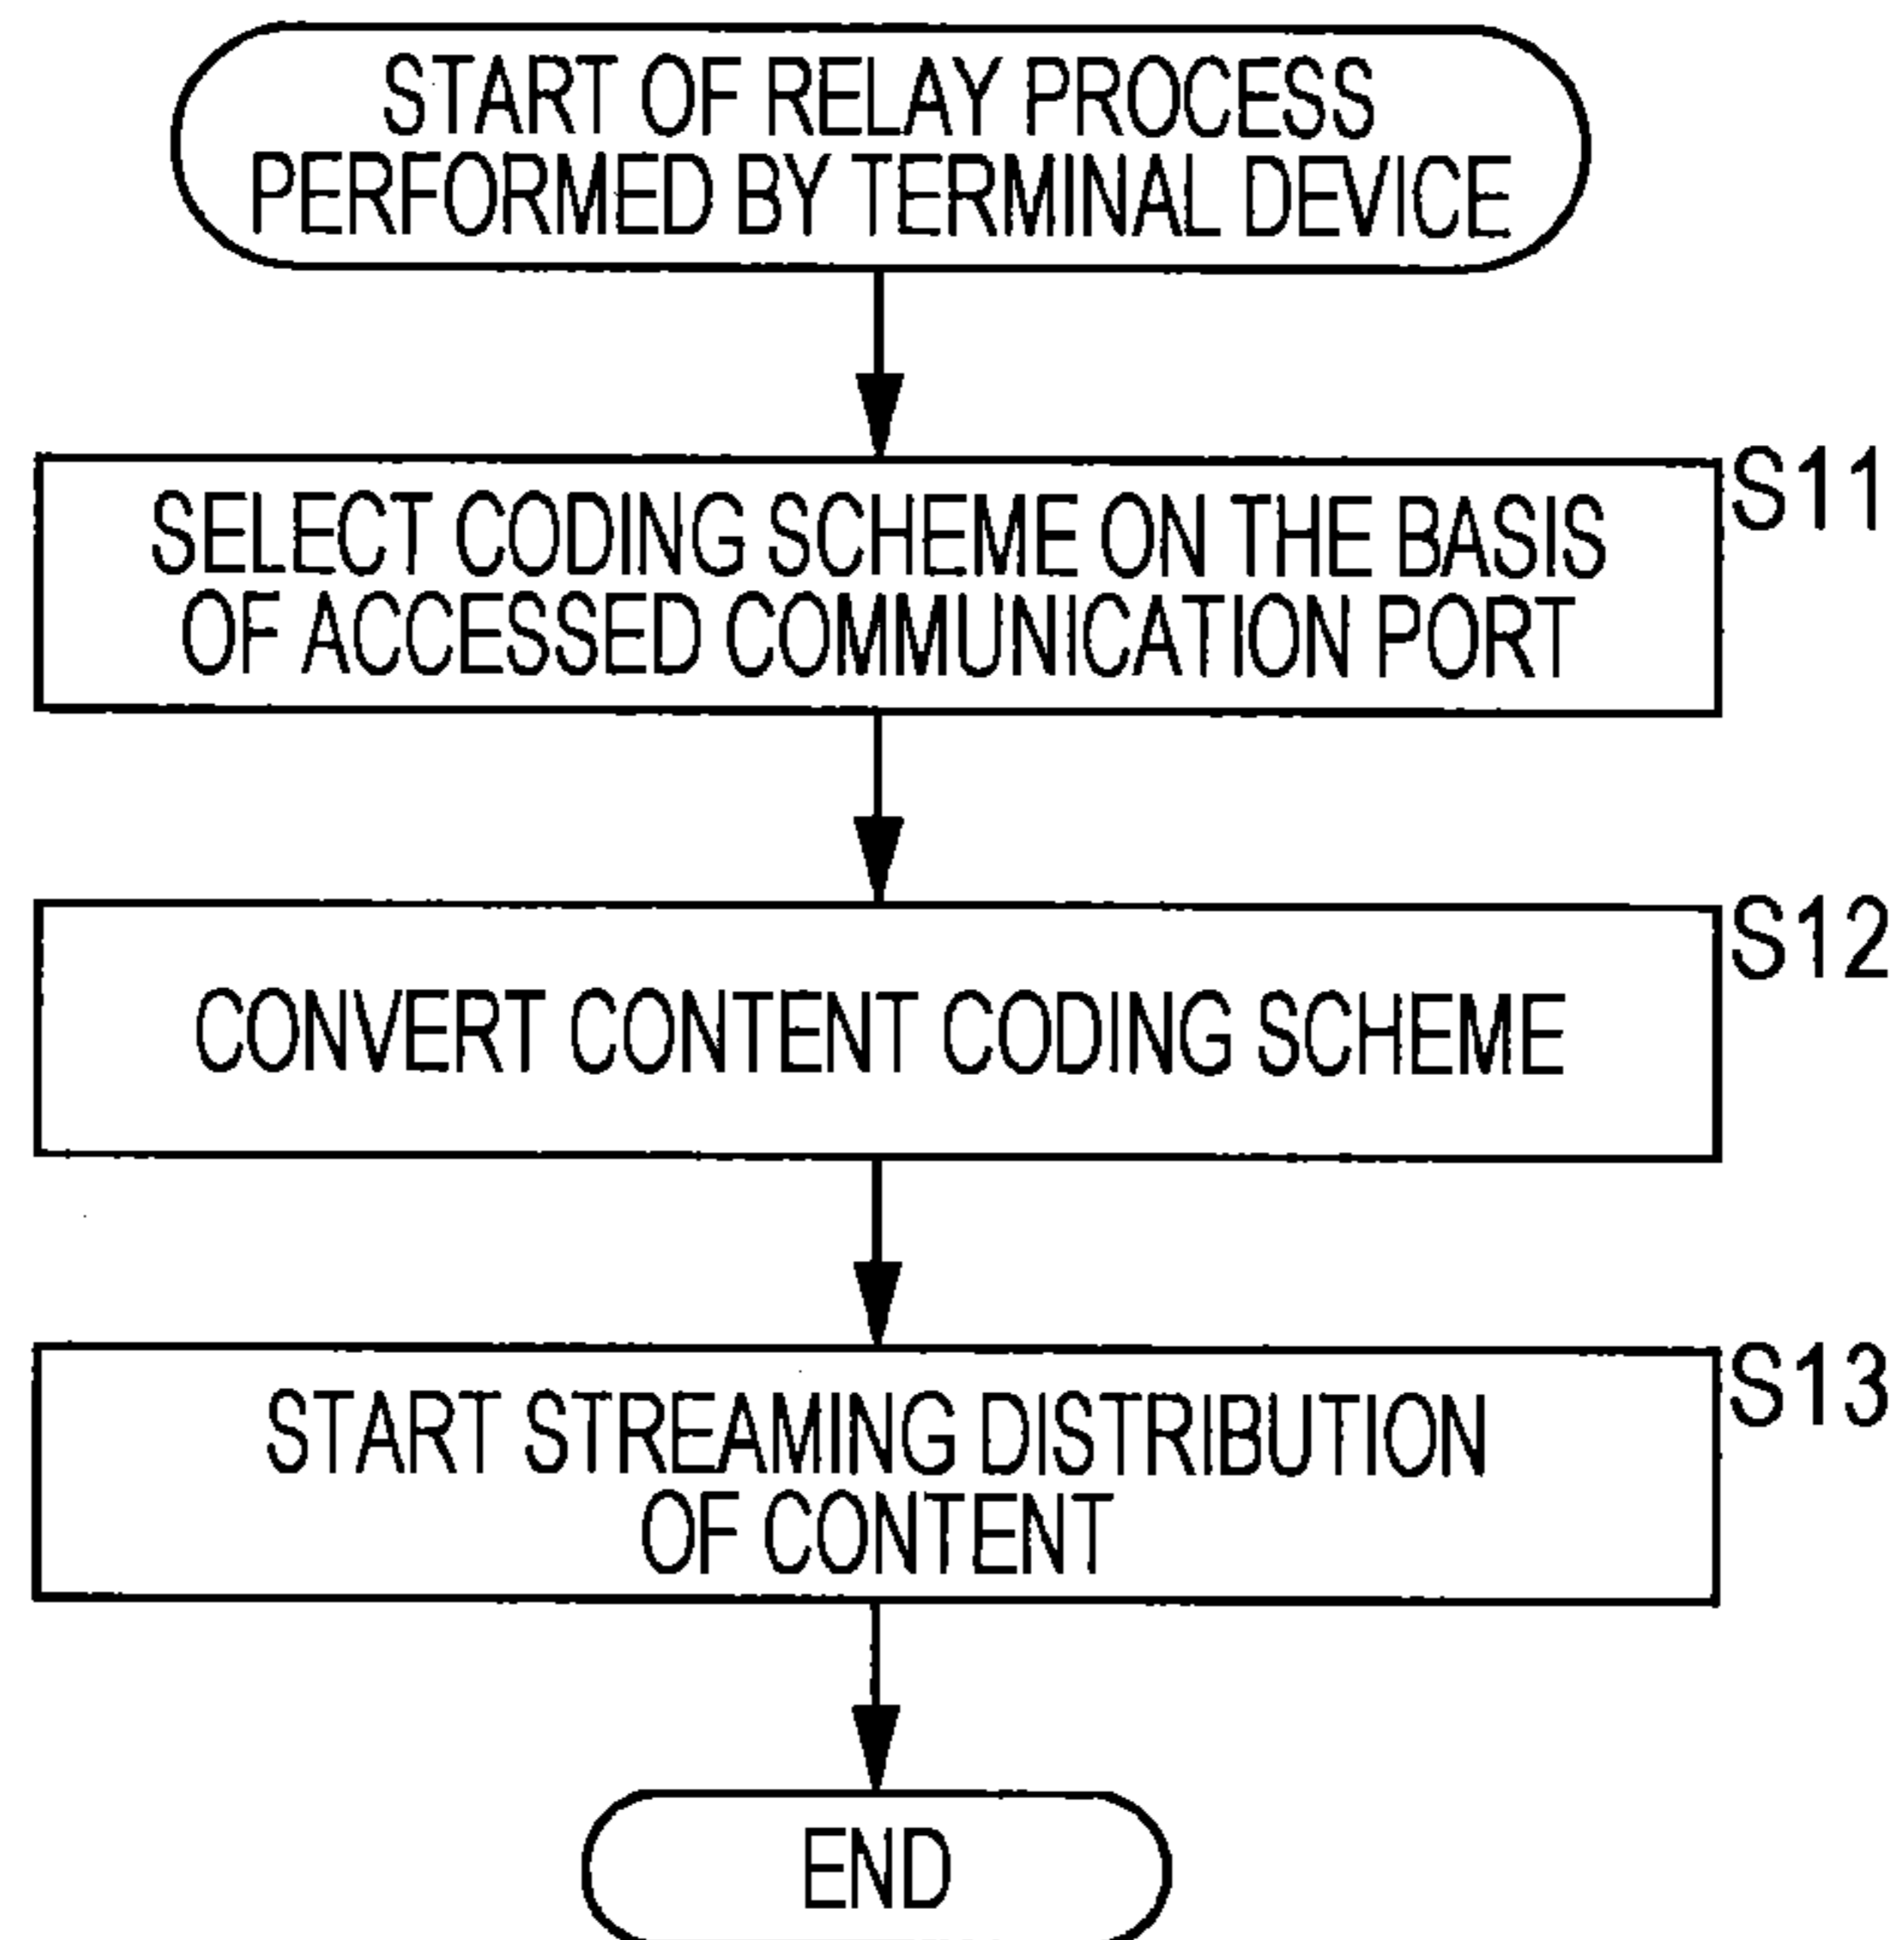 START OF RELAY PROCESS
PERFORMED BY TERMINAL DEVICE
S11
SELECT CODING SCHEME ON THE BASIS
OF ACCESSED COMMUNICATION PORT
S12
CONVERT CONTENT CODING SCHEME
S13
START STREAMING DISTRIBUTION
OF CONTENT
END